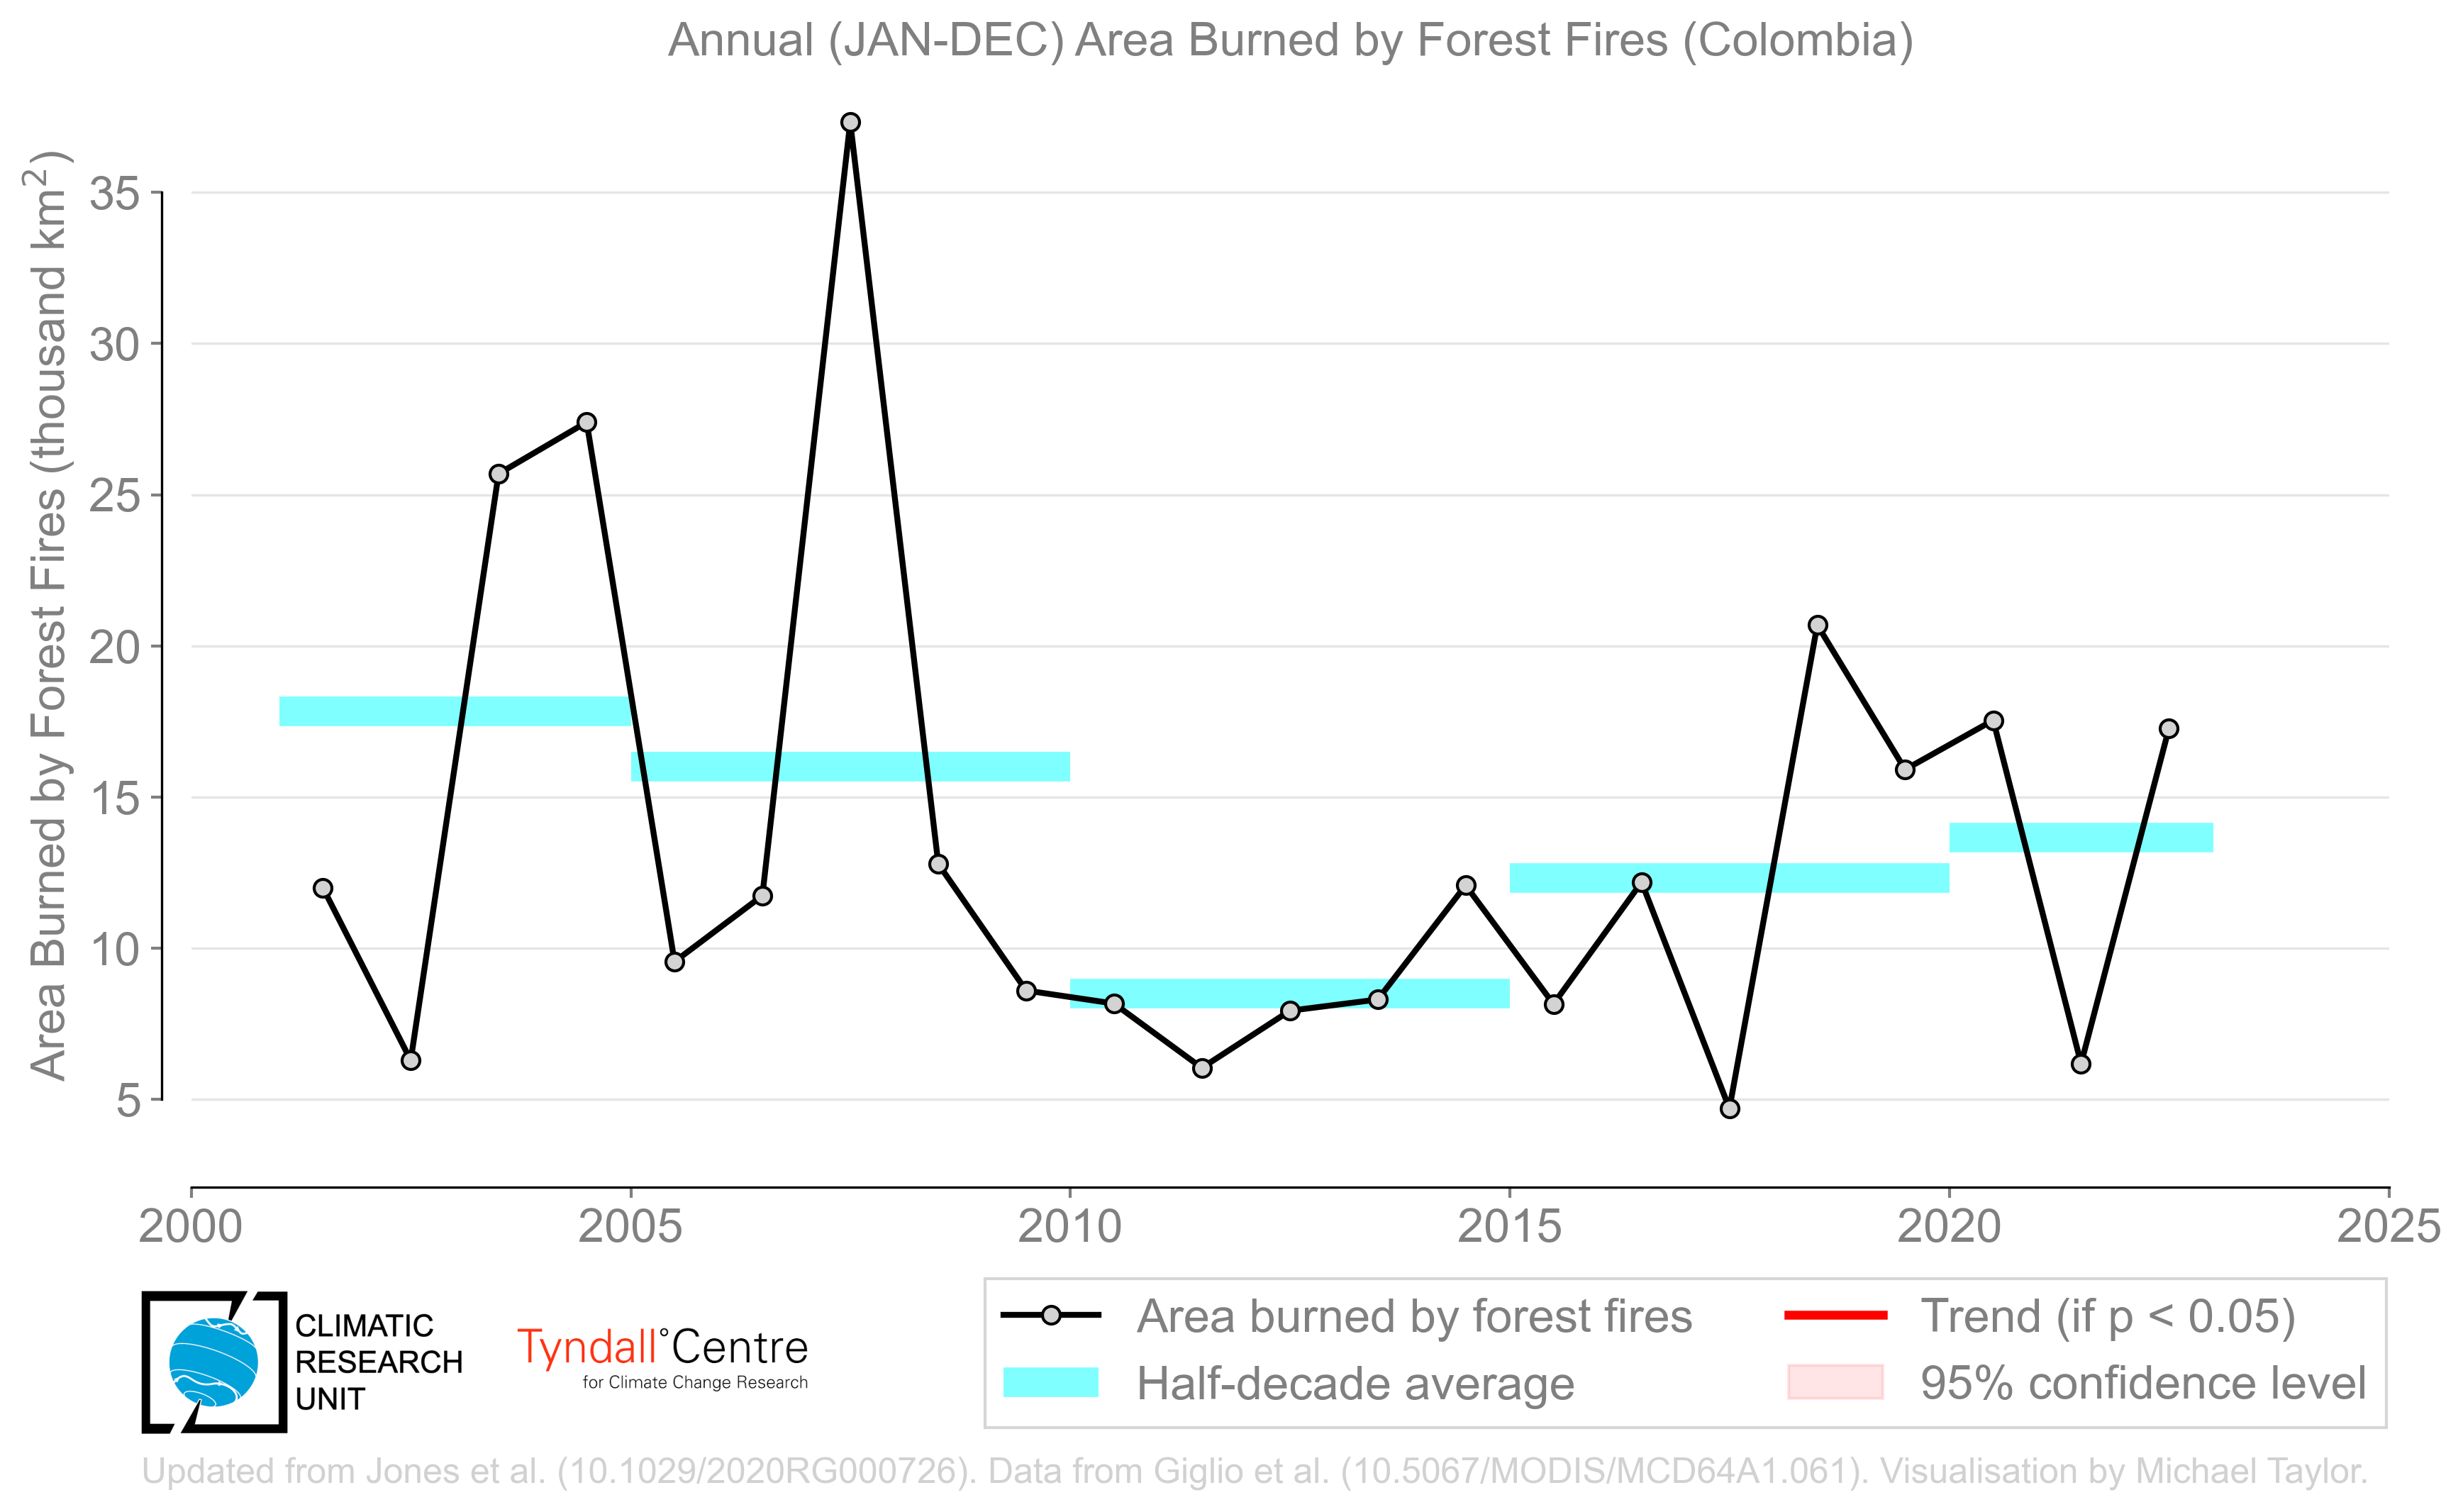 Annual (JAN-DEC) Area Burned by Forest Fires (Colombia)
Area Burned by Forest Fires (thousand km²)
35
30
25
20
15
10
5
2000 2005 2010 2015 2020 2025
CLIMATIC
RESEARCH
UNIT
Tyndall°Centre
for Climate Change Research
Area burned by forest fires
Half-decade average
Trend (if p < 0.05)
95% confidence level
Updated from Jones et al. (10.1029/2020RG000726). Data from Giglio et al. (10.5067/MODIS/MCD64A1.061). Visualisation by Michael Taylor.